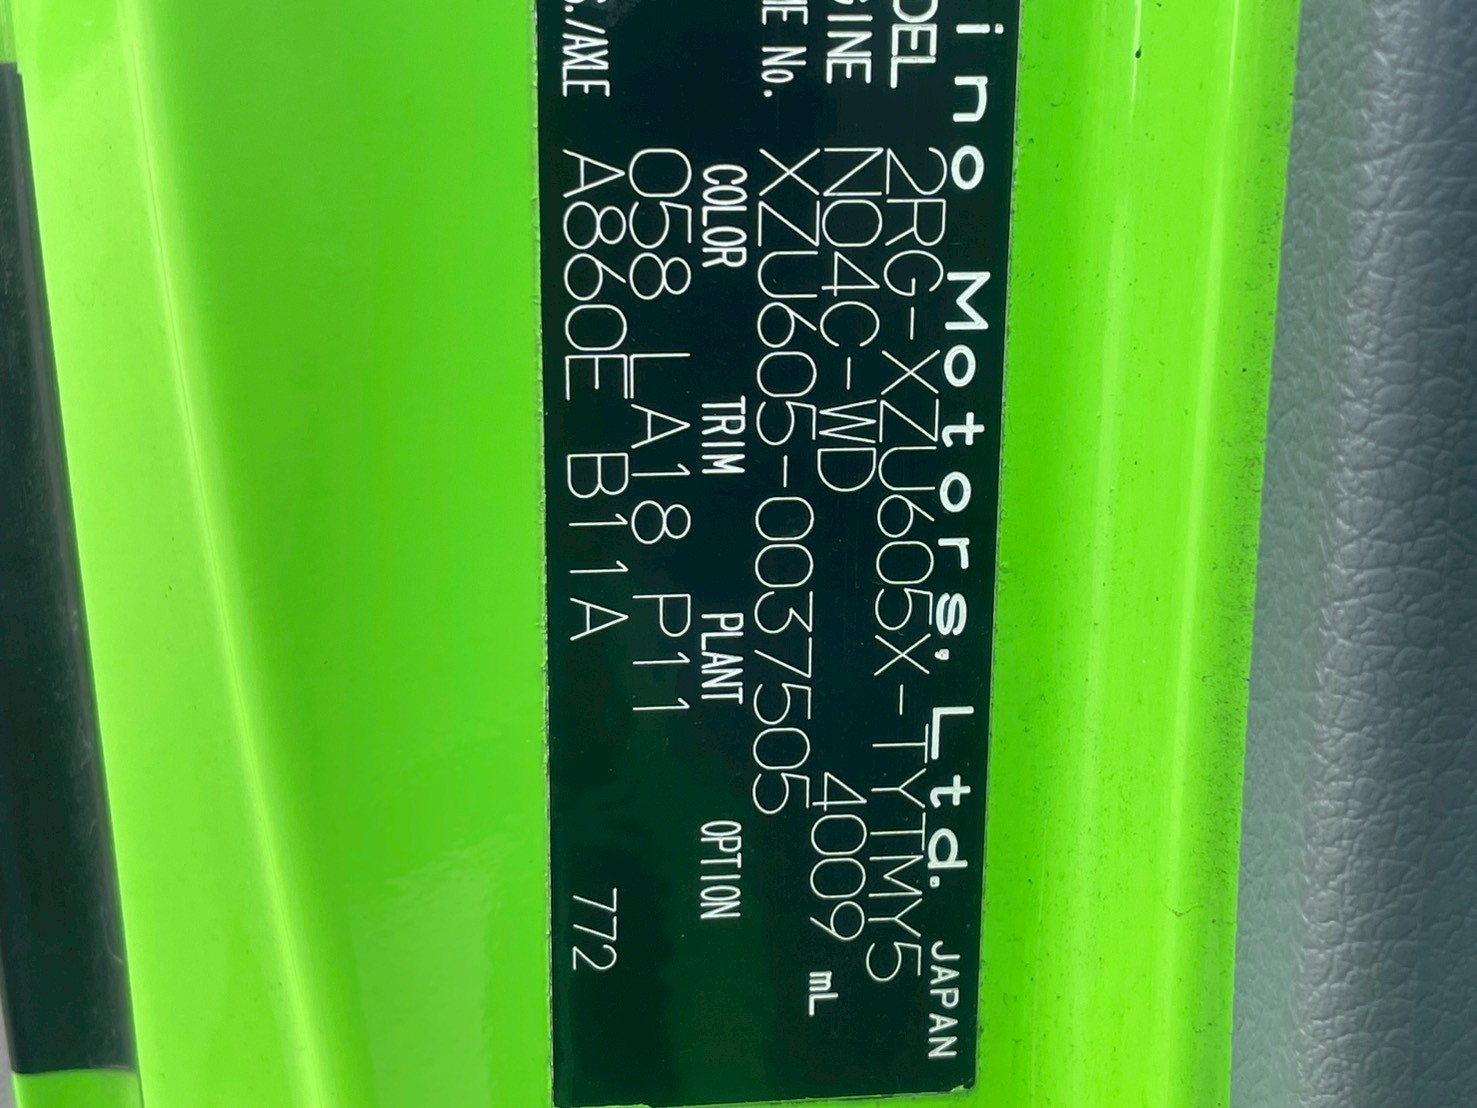 ino Motors, Ltd. JAPAN
DEL 2RG-XZU605X-TYTMY5
GINE N04C-WD 4009 mL
ME No. XZU605-0037505
COLOR TRIM PLANT OPTION
058 LA18 P11
S./AXLE A860E B11A 772